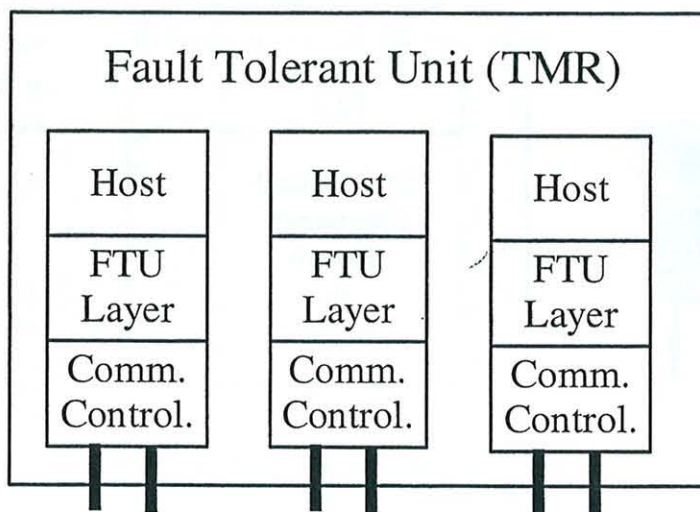 Fault Tolerant Unit (TMR)
Host
FTU
Layer
Comm.
Control.
Host
FTU
Layer
Comm.
Control.
Host
FTU
Layer
Comm.
Control.